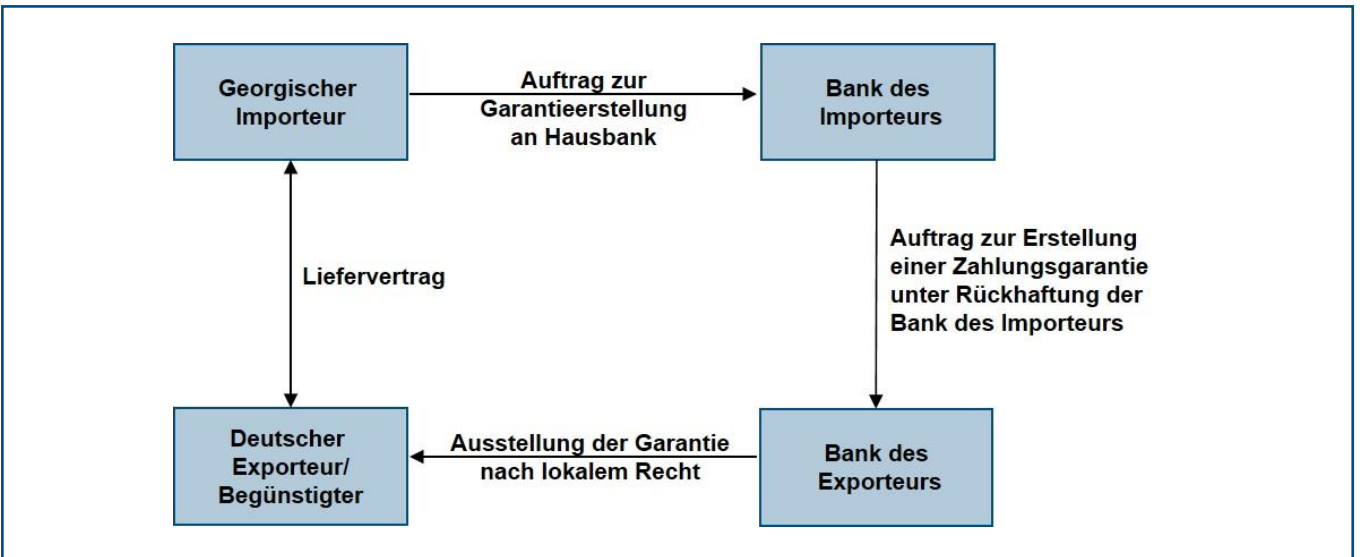 Georgischer
Importeur
Auftrag zur
Garantieerstellung
an Hausbank
Bank des
Importeurs
Liefervertrag
Auftrag zur Erstellung
einer Zahlungsgarantie
unter Rückhaftung der
Bank des Importeurs
Deutscher
Exporteur/
Begünstigter
Ausstellung der Garantie
nach lokalem Recht
Bank des
Exporteurs